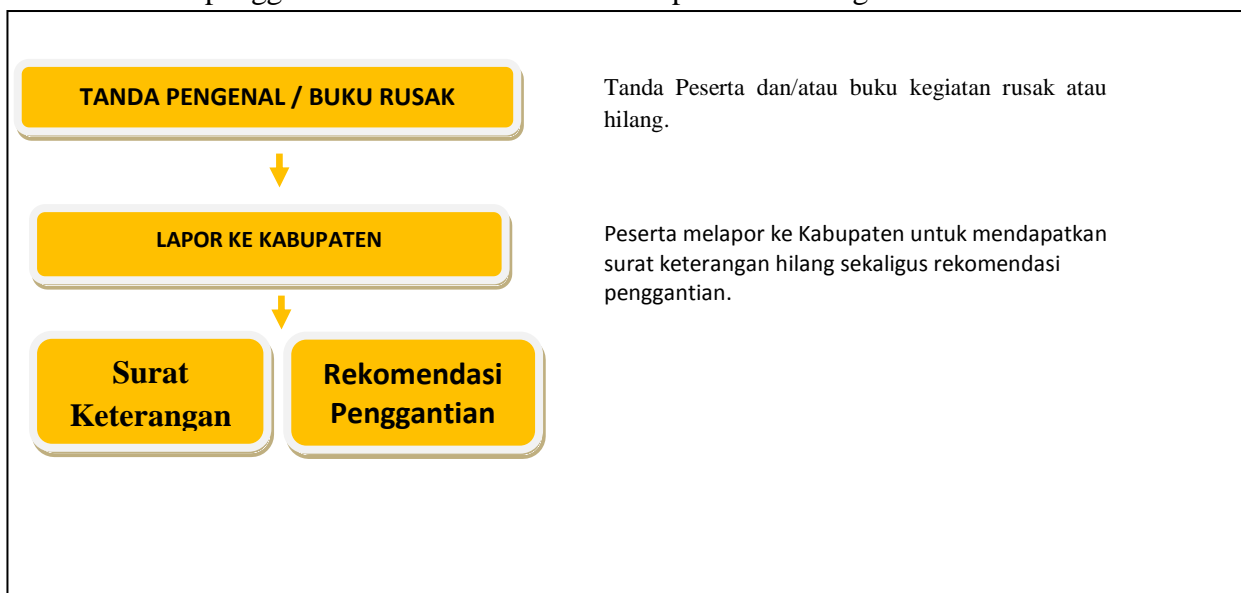 TANDA PENGENAL / BUKU RUSAK
Tanda Peserta dan/atau buku kegiatan rusak atau
hilang.
LAPOR KE KABUPATEN
Peserta melapor ke Kabupaten untuk mendapatkan
surat keterangan hilang sekaligus rekomendasi
penggantian.
Surat
Keterangan
Rekomendasi
Penggantian